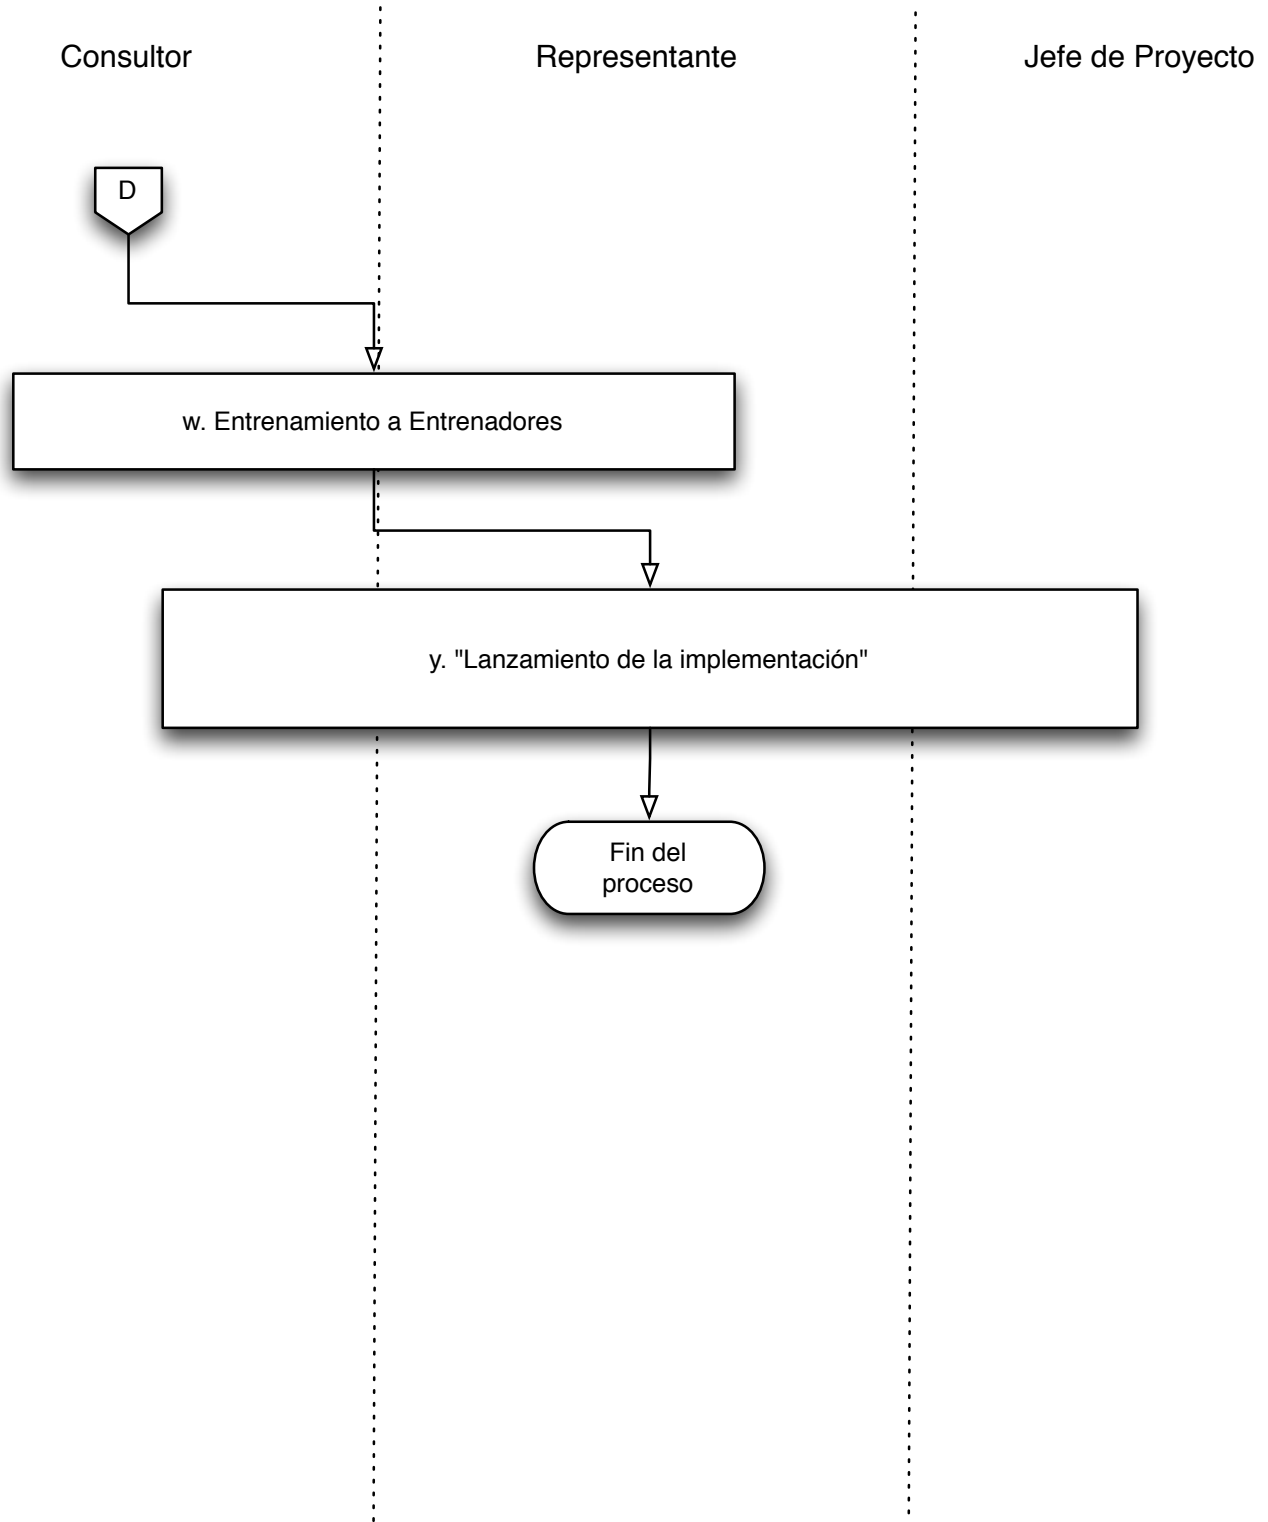 Consultor
Representante
Jefe de Proyecto
D
w. Entrenamiento a Entrenadores
y. "Lanzamiento de la implementación"
Fin del
proceso